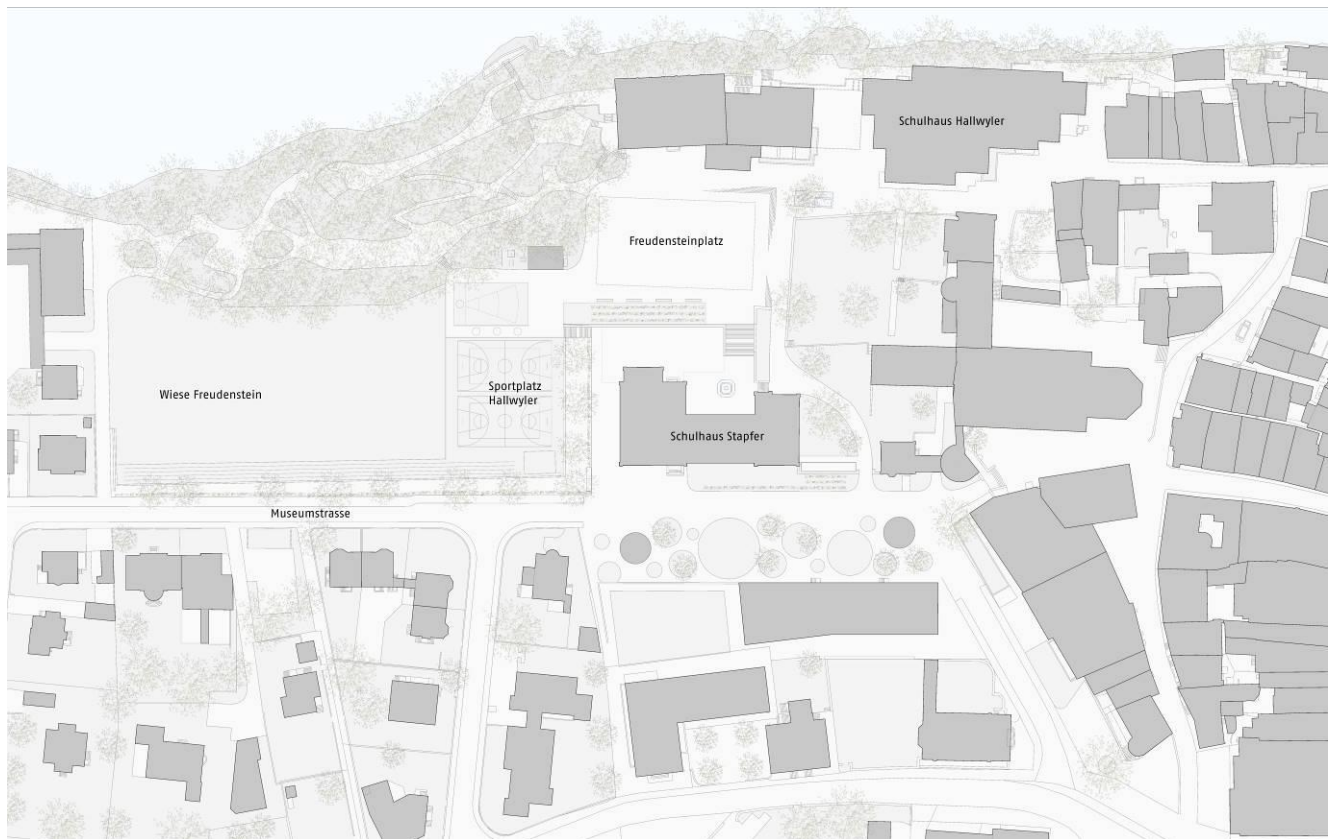 Schulhaus Hallwyler
Freudensteinplatz
Wiese Freudenstein
Sportplatz
Hallwyler
Schulhaus Stapfer
Museumstrasse